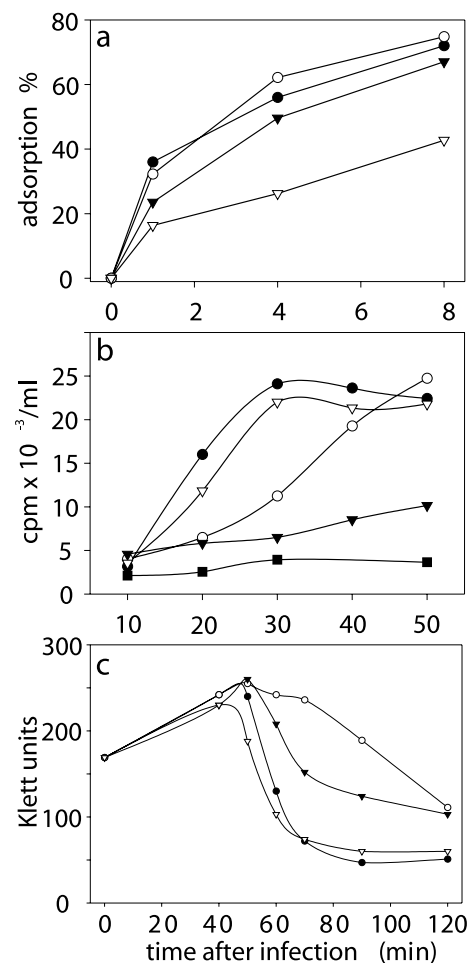 a
adsorption %
80
60
40
20
0
0 2 4 6 8
b
cpm x 10 ⁻³/ml
25
20
15
10
5
0
10 20 30 40 50
c
Klett units
300
200
100
0
0 20 40 60 80 100 120
time after infection (min)